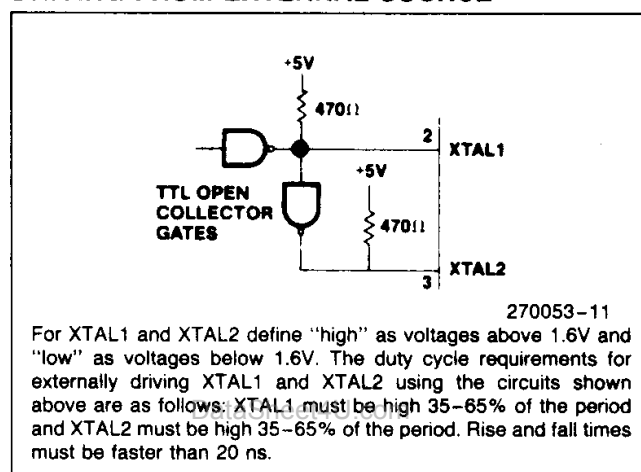 +5V
470Ω
2
XTAL1
+5V
TTL OPEN
COLLECTOR
GATES
470Ω
XTAL2
3
270053–11
For XTAL1 and XTAL2 define "high" as voltages above 1.6V and
"low" as voltages below 1.6V. The duty cycle requirements for
externally driving XTAL1 and XTAL2 using the circuits shown
above are as follows: XTAL1 must be high 35–65% of the period
DataSheet4U.com
and XTAL2 must be high 35–65% of the period. Rise and fall times
must be faster than 20 ns.